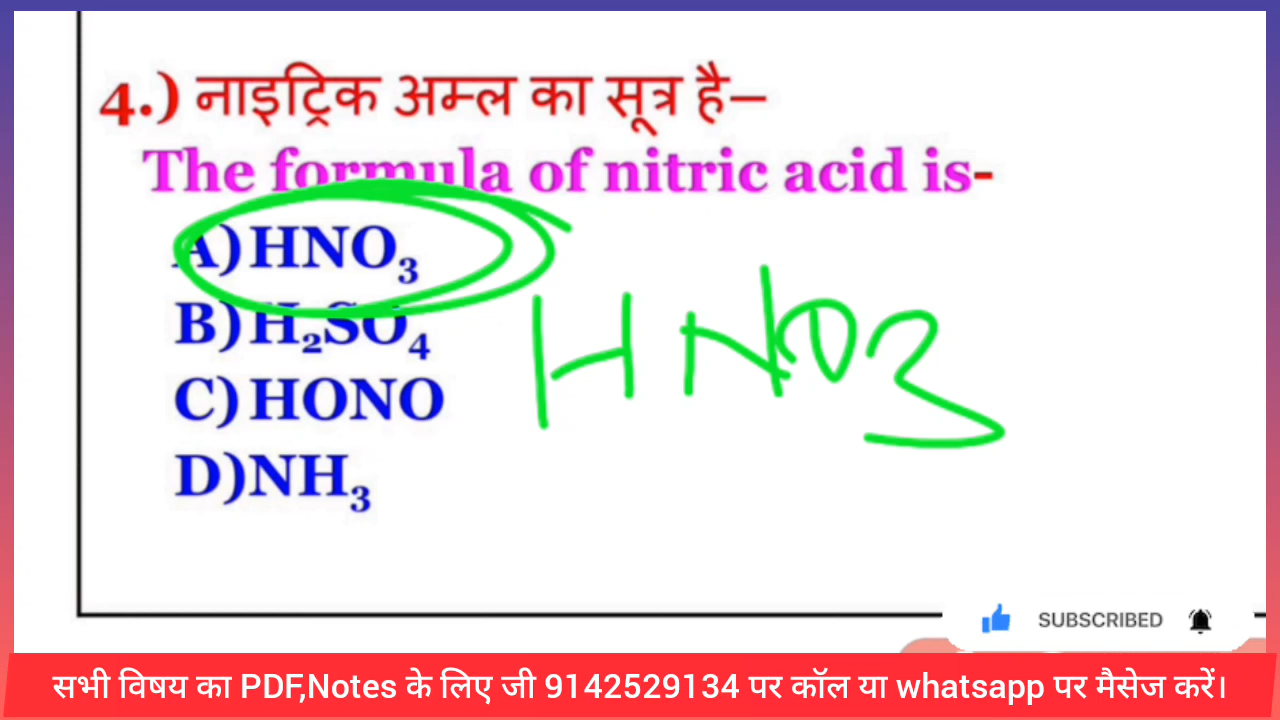 4.) नाइट्रिक अम्ल का सूत्र है–
The formula of nitric acid is-
A) HNO₃
B) H₂SO₄
C) HONO
D) NH₃
HNO3
SUBSCRIBED
सभी विषय का PDF,Notes के लिए जी 9142529134 पर कॉल या whatsapp पर मैसेज करें।